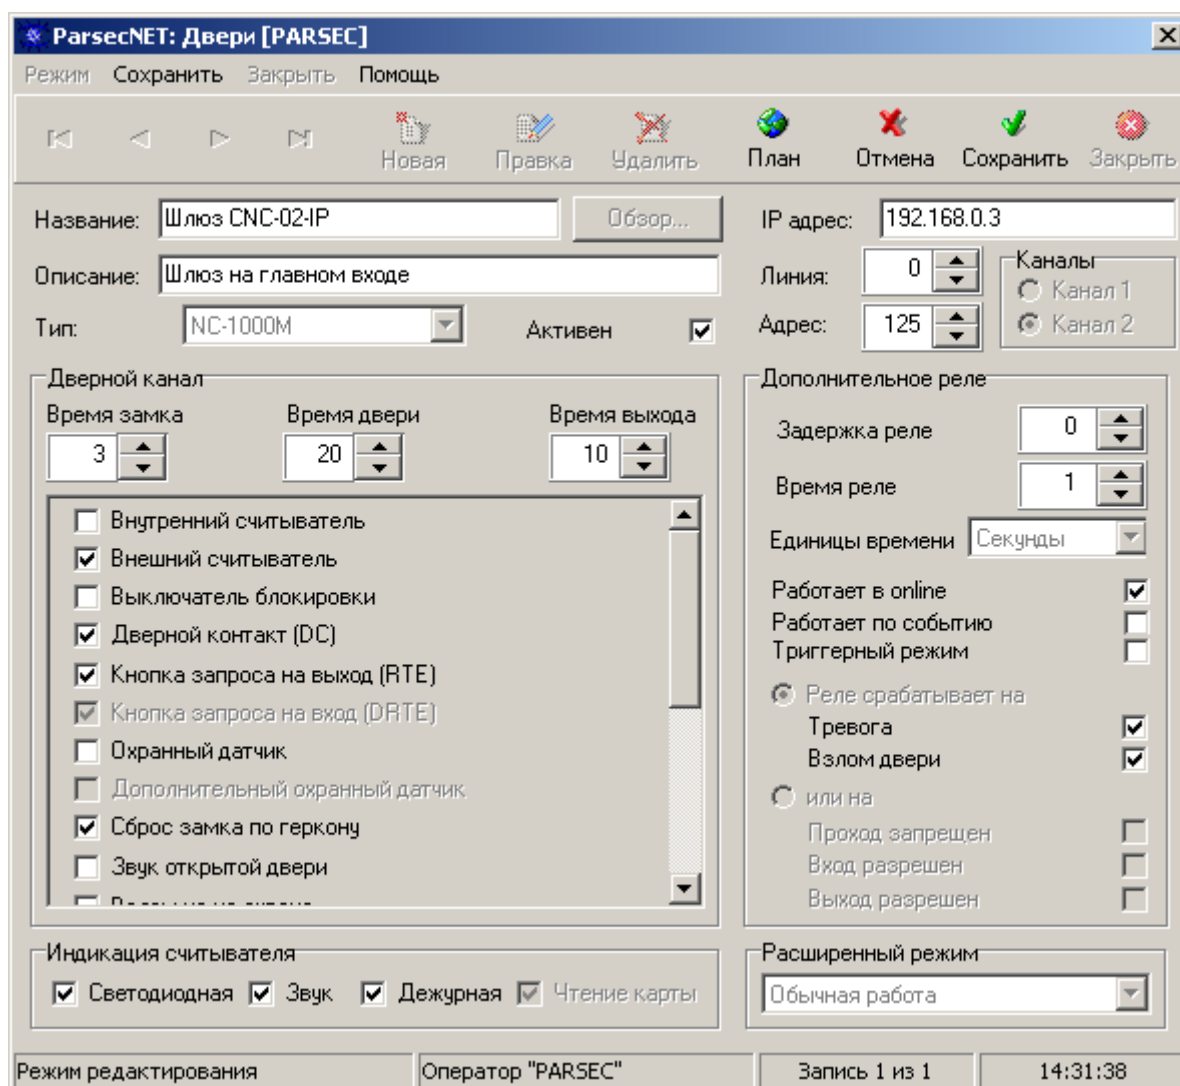 ParsecNET: Двери [PARSEC]
Режим Сохранить Закрыть Помощь
Новая Правка Удалить План Отмена Сохранить Закрыть
Название: Шлюз CNC-02-IP Обзор... IP адрес: 192.168.0.3
Описание: Шлюз на главном входе Линия: 0 Каналы
Канал 1
Тип: NC-1000M Активен Адрес: 125 Канал 2
Дверной канал
Время замка Время двери Время выхода
3 20 10
Внутренний считыватель
Внешний считыватель
Выключатель блокировки
Дверной контакт (DC)
Кнопка запроса на выход (RTE)
Кнопка запроса на вход (DRTE)
Охранный датчик
Дополнительный охранный датчик
Сброс замка по геркону
Звук открытой двери
Дополнительное реле
Задержка реле 0
Время реле 1
Единицы времени Секунды
Работает в online
Работает по событию
Триггерный режим
Реле срабатывает на
Тревога
Взлом двери
или на
Проход запрещен
Вход разрешен
Выход разрешен
Индикация считывателя
Светодиодная Звук Дежурная Чтение карты
Расширенный режим
Обычная работа
Режим редактирования Оператор "PARSEC" Запись 1 из 1 14:31:38